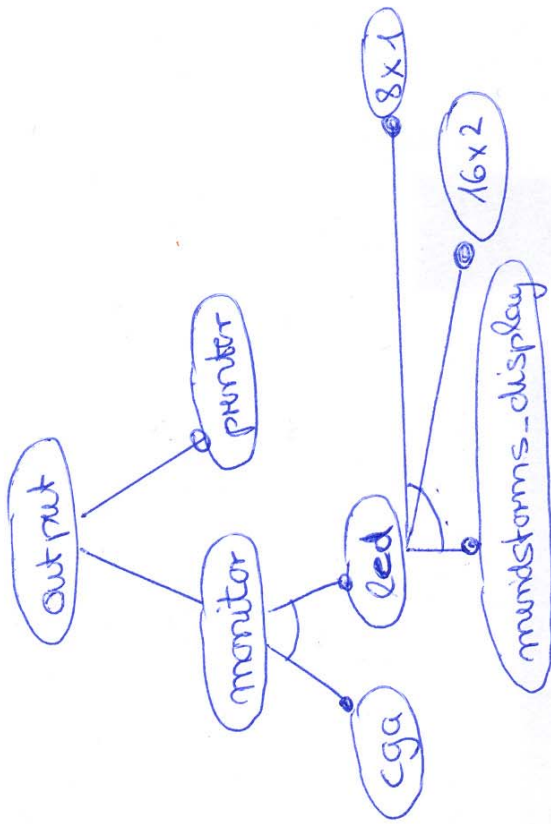 output
monitor
printer
cga
led
8x1
16x2
mindstorms_display